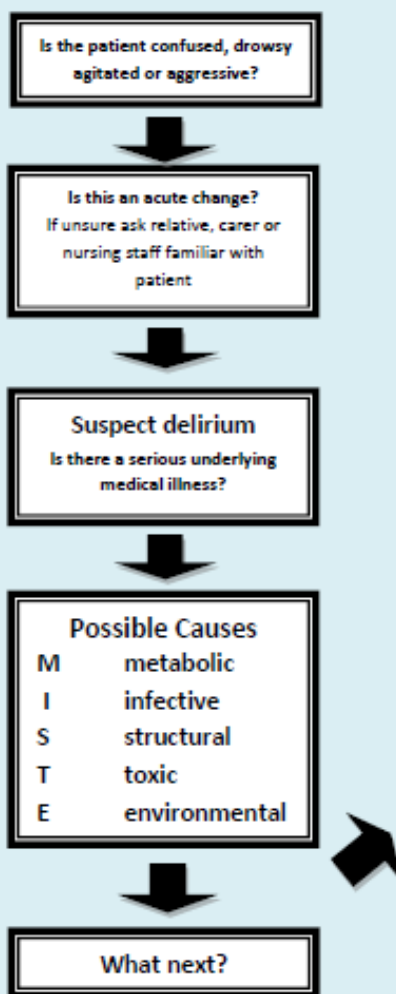 Is the patient confused, drowsy
agitated or aggressive?
Is this an acute change?
If unsure ask relative, carer or
nursing staff familiar with
patient
Suspect delirium
Is there a serious underlying
medical illness?
Possible Causes
M metabolic
I infective
S structural
T toxic
E environmental
What next?